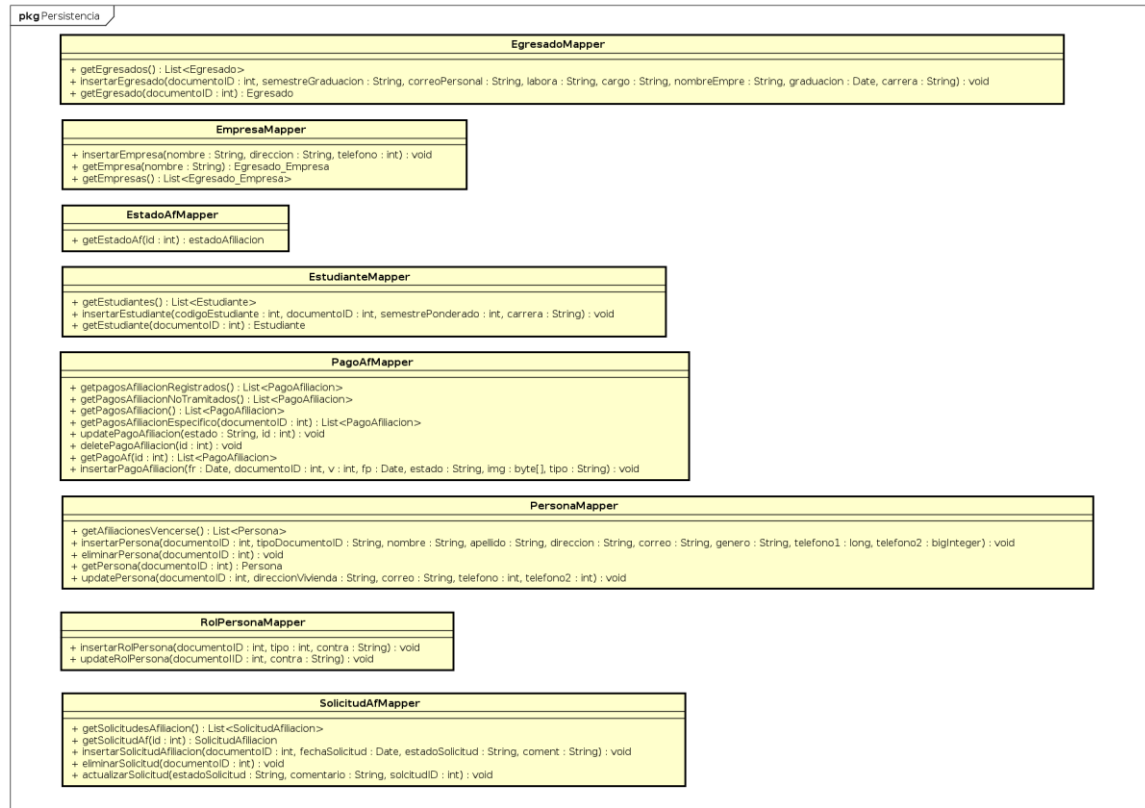 pkg Persistencia
EgresadoMapper
+ getEgresados() : List<Egresado>
+ insertarEgresado(documentoID : int, semestreGraduacion : String, correoPersonal : String, labora : String, cargo : String, nombreEmpre : String, graduacion : Date, carrera : String) : void
+ getEgresado(documentoID : int) : Egresado
EmpresaMapper
+ insertarEmpresa(nombre : String, direccion : String, telefono : int) : void
+ getEmpresa(nombre : String) : Egresado_Empresa
+ getEmpresas() : List<Egresado_Empresa>
EstadoAfMapper
+ getEstadoAf(id : int) : estadoAfiliacion
EstudianteMapper
+ getEstudiantes() : List<Estudiante>
+ insertarEstudiante(codigoEstudiante : int, documentoID : int, semestrePonderado : int, carrera : String) : void
+ getEstudiante(documentoID : int) : Estudiante
PagoAfMapper
+ getpagosAfiliacionRegistrados() : List<PagoAfiliacion>
+ getPagosAfiliacionNoTramitados() : List<PagoAfiliacion>
+ getPagosAfiliacion() : List<PagoAfiliacion>
+ getPagosAfiliacionEspecifico(documentoID : int) : List<PagoAfiliacion>
+ updatePagoAfiliacion(estado : String, id : int) : void
+ deletePagoAfiliacion(id : int) : void
+ getPagoAf(id : int) : List<PagoAfiliacion>
+ insertarPagoAfiliacion(fr : Date, documentoID : int, v : int, fp : Date, estado : String, img : byte[], tipo : String) : void
PersonaMapper
+ getAfiliacionesVencerse() : List<Persona>
+ insertarPersona(documentoID : int, tipoDocumentoID : String, nombre : String, apellido : String, direccion : String, correo : String, genero : String, telefono1 : long, telefono2 : bigInteger) : void
+ eliminarPersona(documentoID : int) : void
+ getPersona(documentoID : int) : Persona
+ updatePersona(documentoID : int, direccionVivienda : String, correo : String, telefono : int, telefono2 : int) : void
RolPersonaMapper
+ insertarRolPersona(documentoID : int, tipo : int, contra : String) : void
+ updateRolPersona(documentoIID : int, contra : String) : void
SolicitudAfMapper
+ getSolicitudesAfiliacion() : List<SolicitudAfiliacion>
+ getSolicitudAf(id : int) : SolicitudAfiliacion
+ insertarSolicitudAfiliacion(documentoID : int, fechaSolicitud : Date, estadoSolicitud : String, coment : String) : void
+ eliminarSolicitud(documentoID : int) : void
+ actualizarSolicitud(estadoSolicitud : String, comentario : String, solcitudID : int) : void